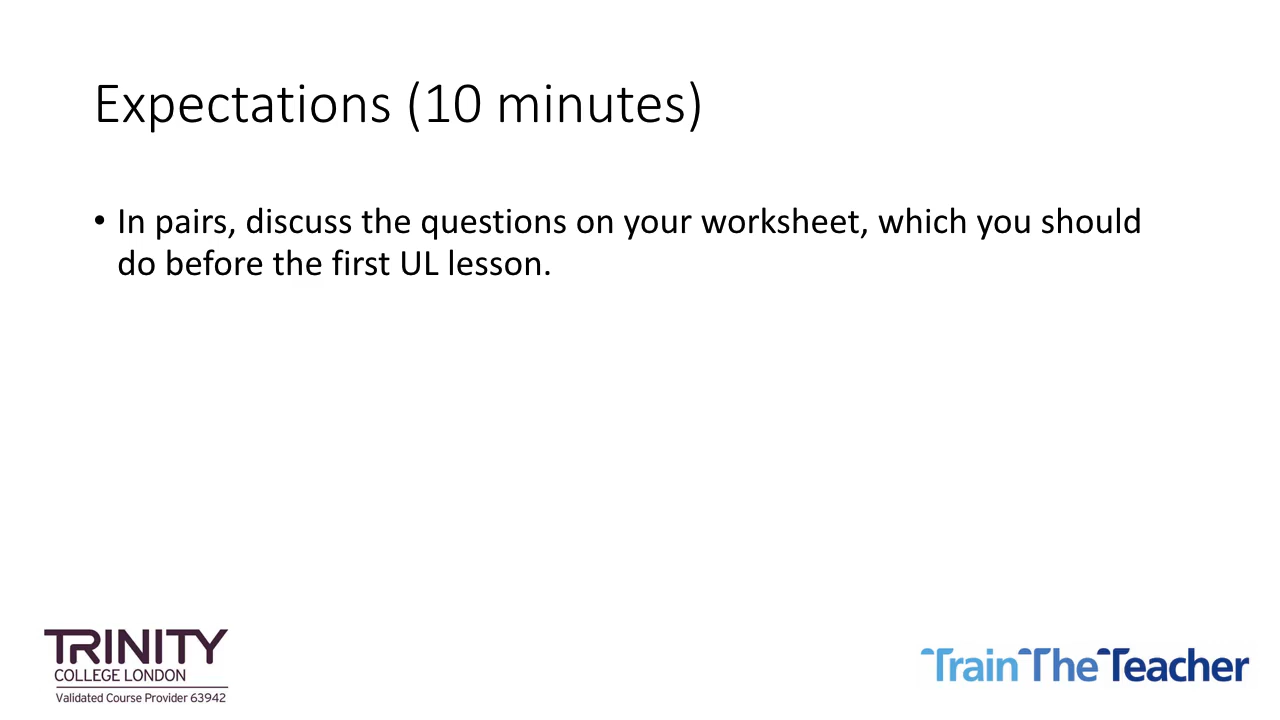 Expectations (10 minutes)
• In pairs, discuss the questions on your worksheet, which you should
do before the first UL lesson.
TRINITY
COLLEGE LONDON
Validated Course Provider 63942
TrainTheTeacher